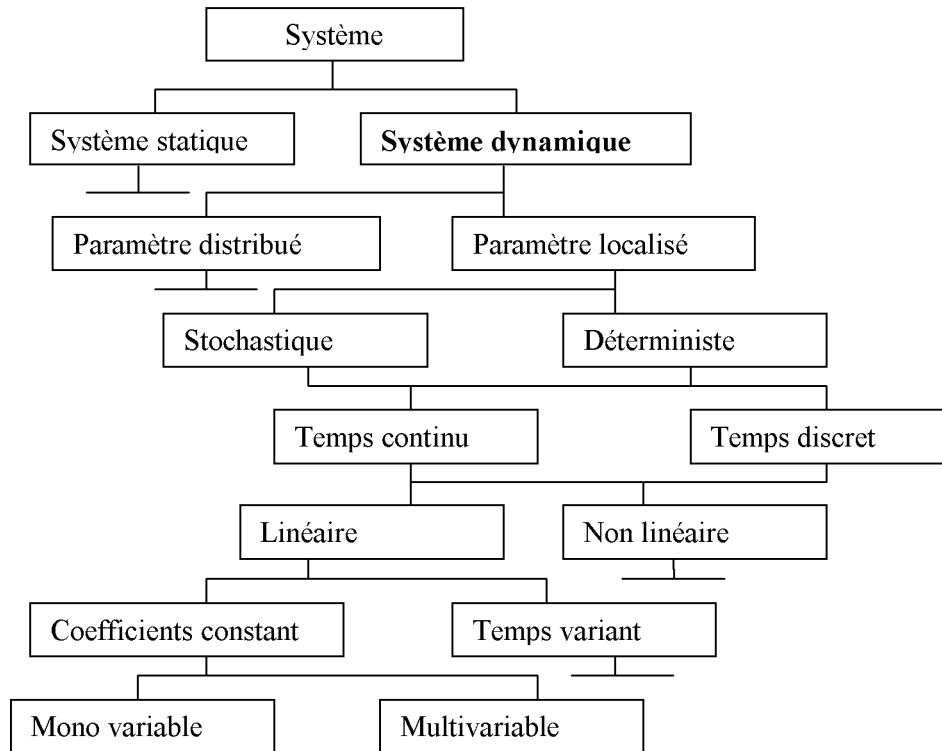 Système
Système statique
Système dynamique
Paramètre distribué
Paramètre localisé
Stochastique
Déterministe
Temps continu
Temps discret
Linéaire
Non linéaire
Coefficients constant
Temps variant
Mono variable
Multivariable